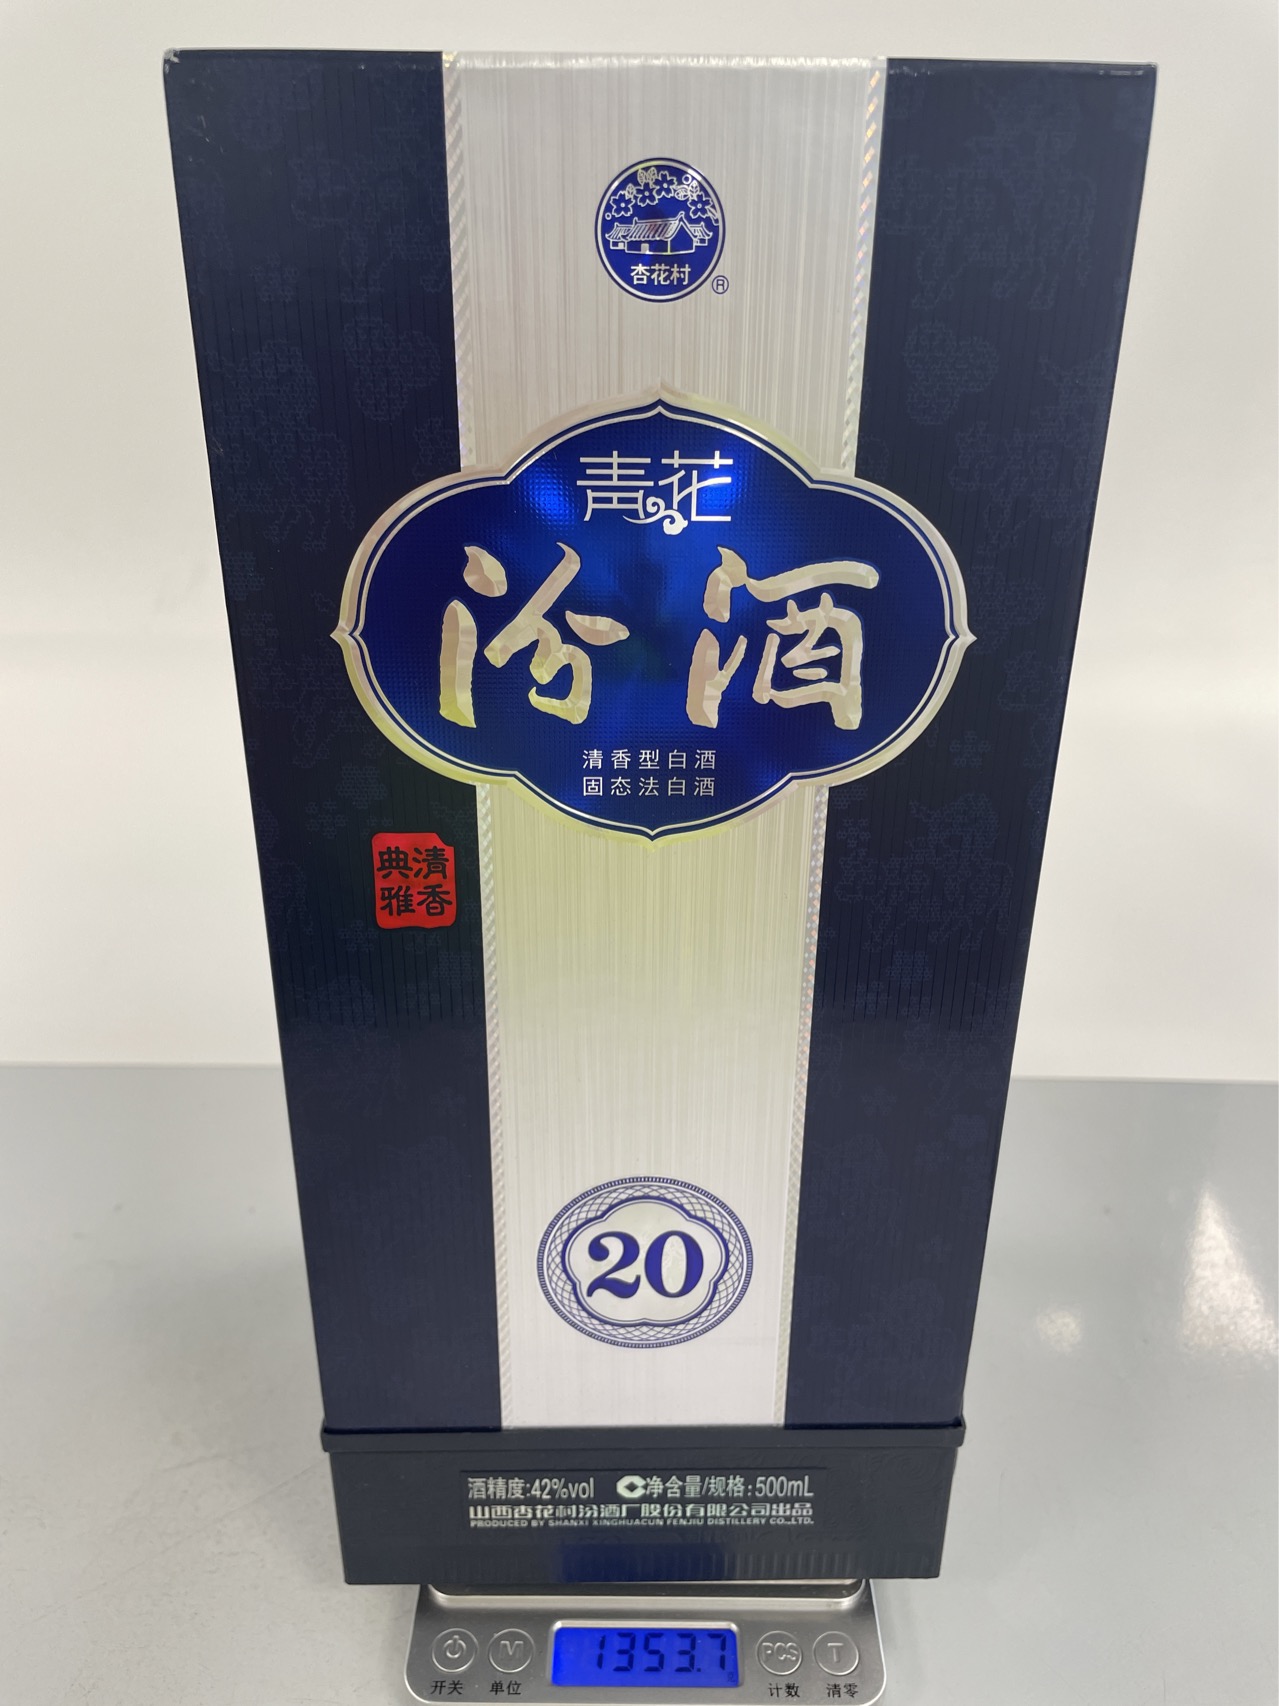 杏花村
®
青花
汾酒
清香型白酒
固态法白酒
清香
典雅
20
酒精度:42%vol 净含量/规格:500mL
山西杏花村汾酒厂股份有限公司出品
PRODUCED BY SHANXI XINGHUACUN FENJIU DISTILLERY CO.,LTD.
1353.7
M PCS T
开关 单位 计数 清零